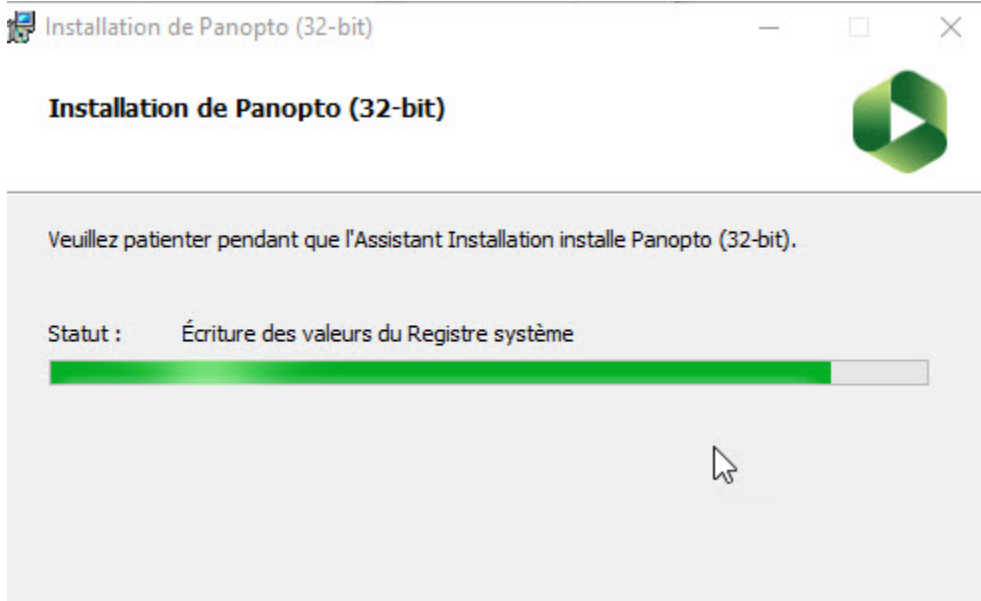 Installation de Panopto (32-bit)
Installation de Panopto (32-bit)
Veuillez patienter pendant que l'Assistant Installation installe Panopto (32-bit).
Statut : Écriture des valeurs du Registre système